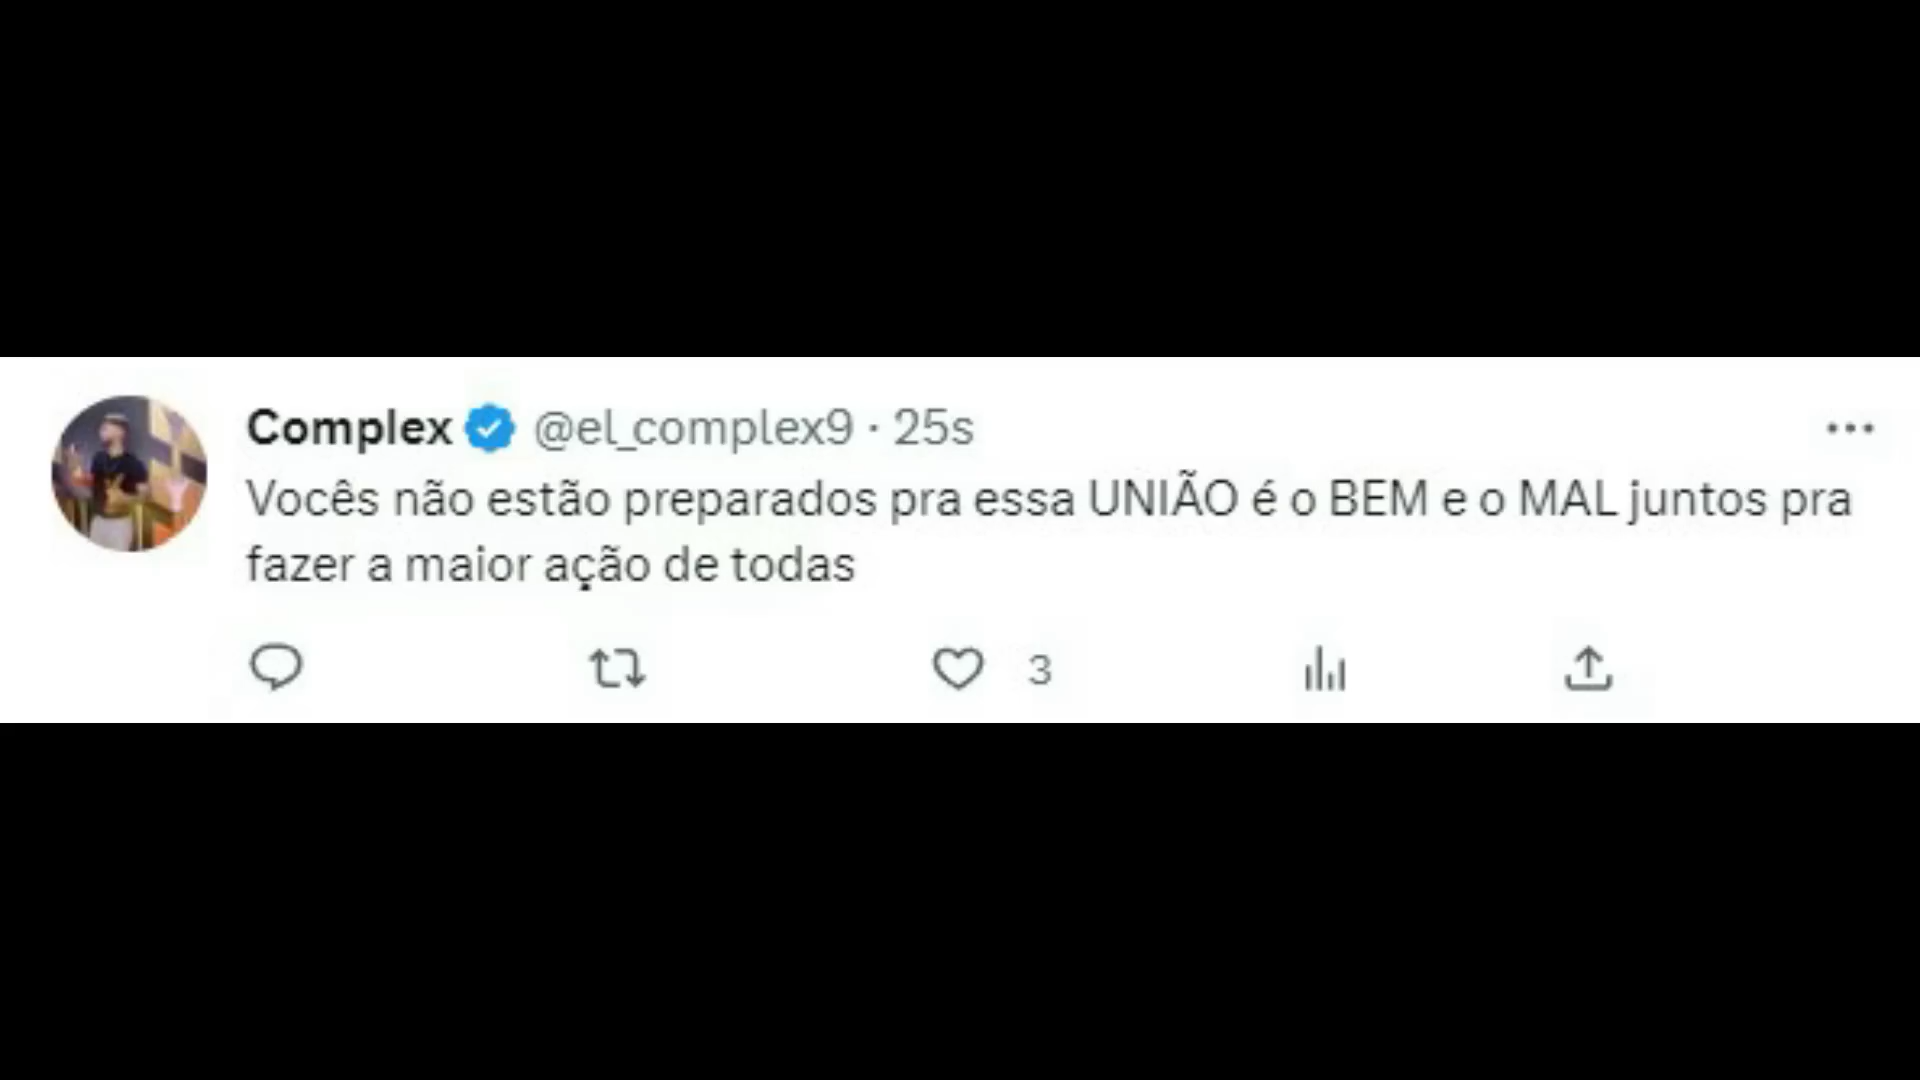 Complex @el_complex9 · 25s
Vocês não estão preparados pra essa UNIÃO é o BEM e o MAL juntos pra
fazer a maior ação de todas
3